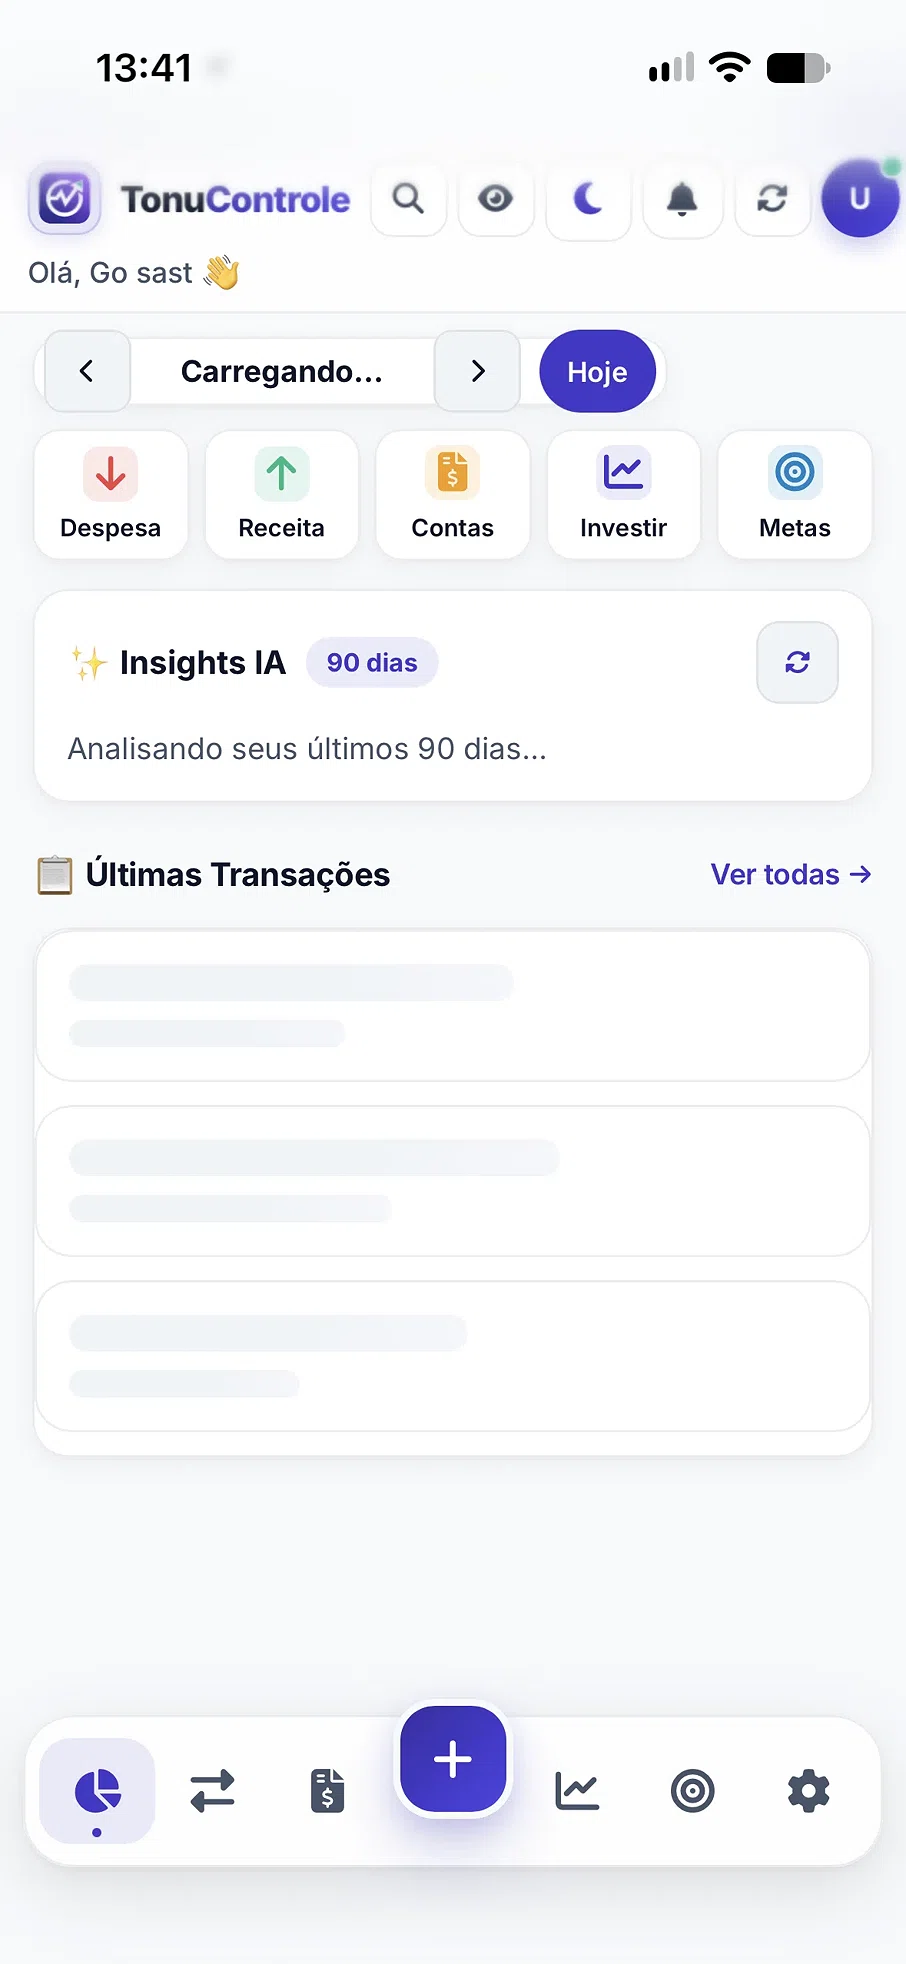 13:41
TonuControle
U
Olá, Go sast 👋
Carregando...
Hoje
Despesa
Receita
Contas
Investir
Metas
✨ Insights IA
90 dias
Analisando seus últimos 90 dias...
📋 Últimas Transações
Ver todas →